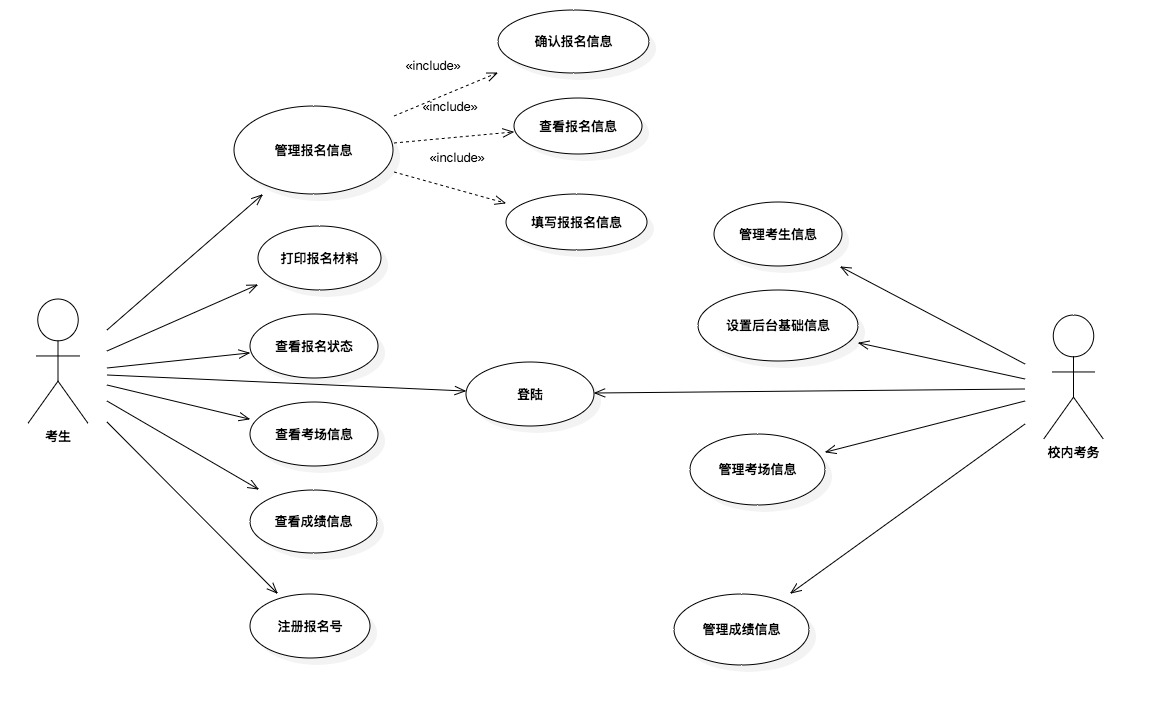 确认报名信息
«include»
«include»
查看报名信息
管理报名信息
«include»
填写报报名信息
管理考生信息
打印报名材料
设置后台基础信息
查看报名状态
登陆
查看考场信息
考生
校内考务
管理考场信息
查看成绩信息
注册报名号
管理成绩信息